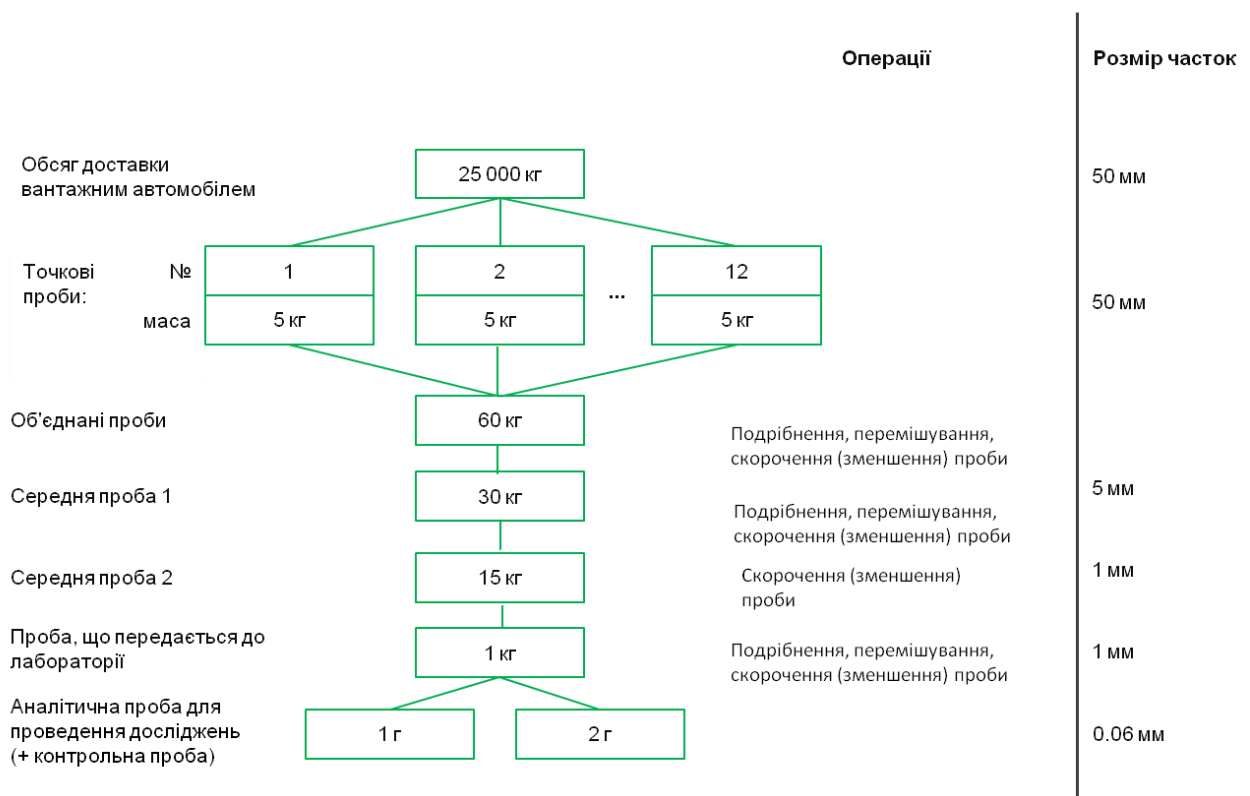 Операції
Розмір часток
Обсяг доставки
вантажним автомобілем
25 000 кг
50 мм
Точкові
проби:
№
1
2
12
...
маса
5 кг
5 кг
5 кг
50 мм
Об'єднані проби
60 кг
Подрібнення, перемішування,
скорочення (зменшення) проби
Середня проба 1
30 кг
5 мм
Подрібнення, перемішування,
скорочення (зменшення) проби
Середня проба 2
15 кг
Скорочення (зменшення)
проби
1 мм
Проба, що передається до
лабораторії
1 кг
Подрібнення, перемішування,
скорочення (зменшення) проби
1 мм
Аналітична проба для
проведення досліджень
(+ контрольна проба)
1 г
2 г
0.06 мм